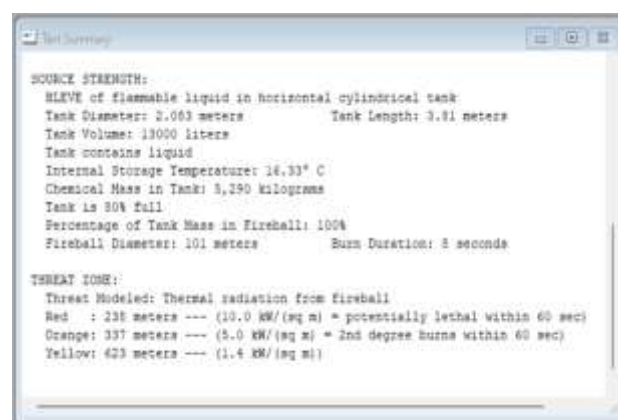 Text Summary
SOURCE STRENGTH:
BLEVE of flammable liquid in horizontal cylindrical tank
Tank Diameter: 2.083 meters Tank Length: 3.81 meters
Tank Volume: 13000 liters
Tank contains liquid
Internal Storage Temperature: 16.33° C
Chemical Mass in Tank: 5,290 kilograms
Tank is 80% full
Percentage of Tank Mass in Fireball: 100%
Fireball Diameter: 101 meters Burn Duration: 8 seconds
THREAT ZONE:
Threat Modeled: Thermal radiation from fireball
Red : 238 meters --- (10.0 kW/(sq m) = potentially lethal within 60 sec)
Orange: 337 meters --- (5.0 kW/(sq m) = 2nd degree burns within 60 sec)
Yellow: 623 meters --- (1.4 kW/(sq m))